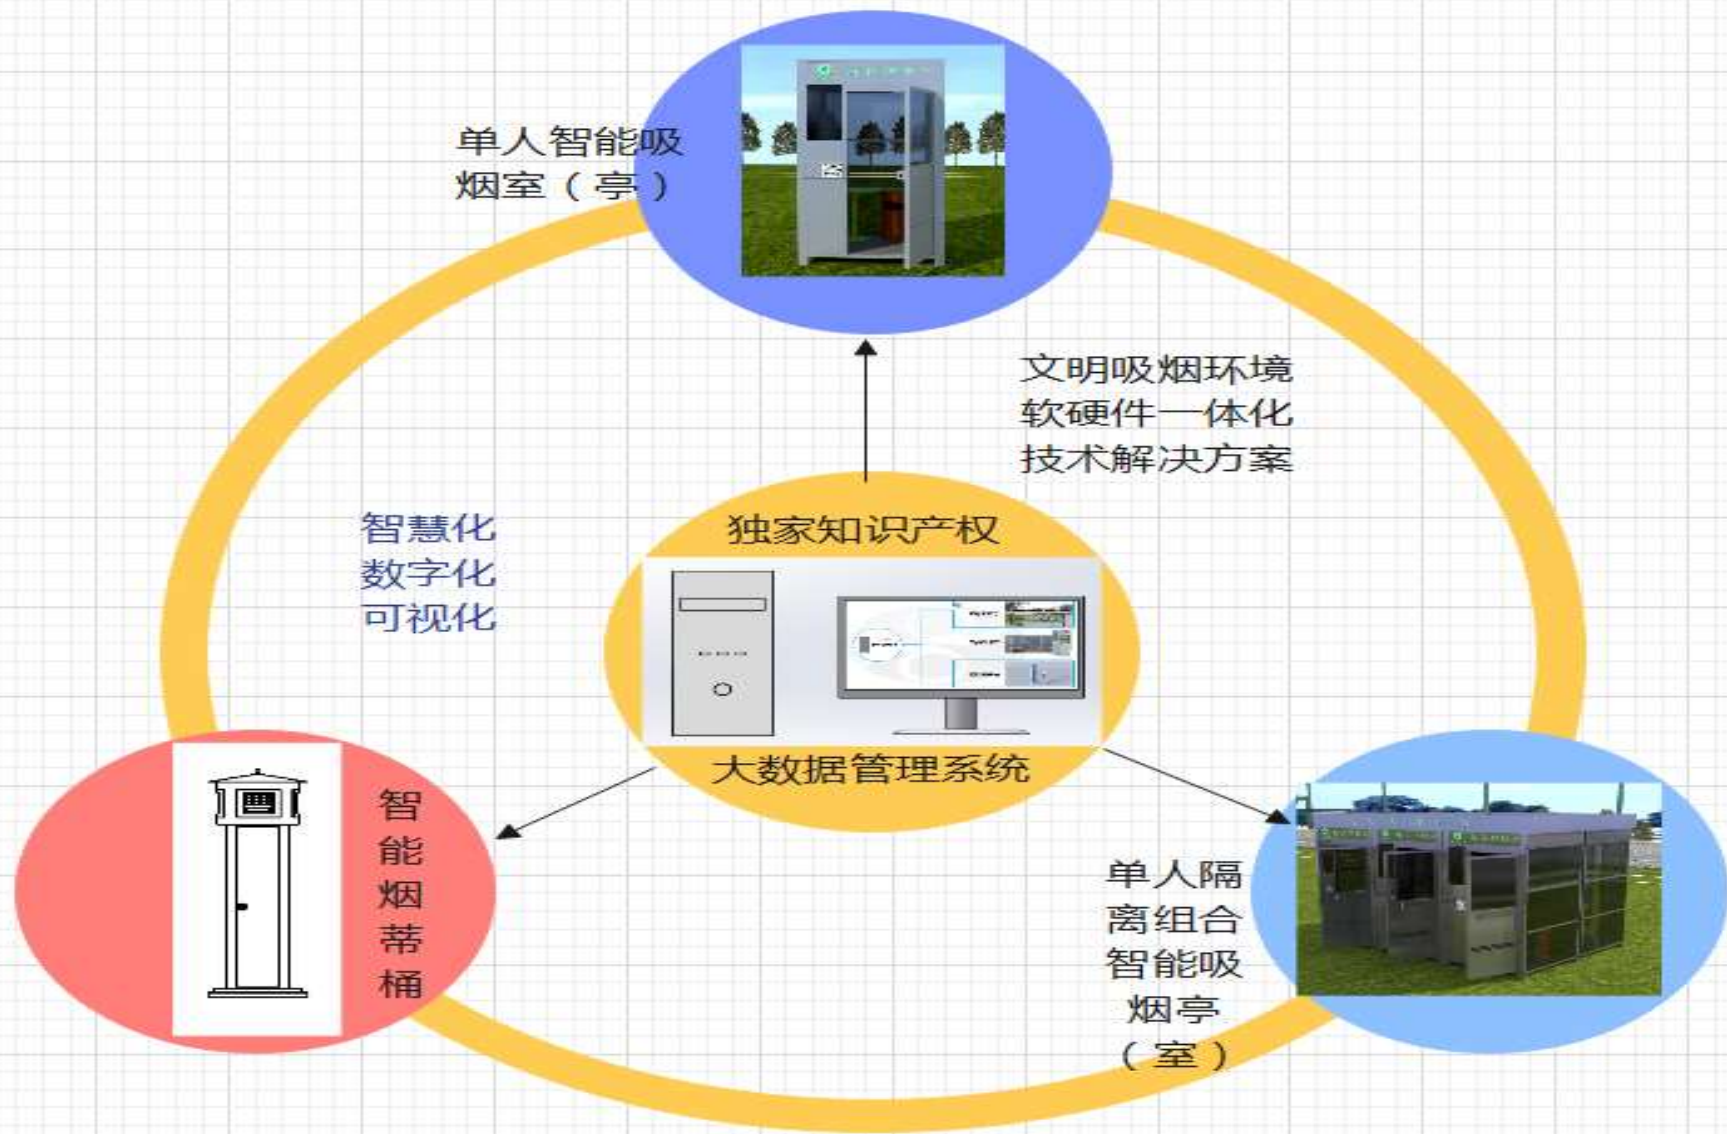 单人智能吸
烟室（亭）
文明吸烟环境
软硬件一体化
技术解决方案
智慧化
数字化
可视化
独家知识产权
大数据管理系统
智
能
烟
蒂
桶
单人隔
离组合
智能吸
烟亭
（室）